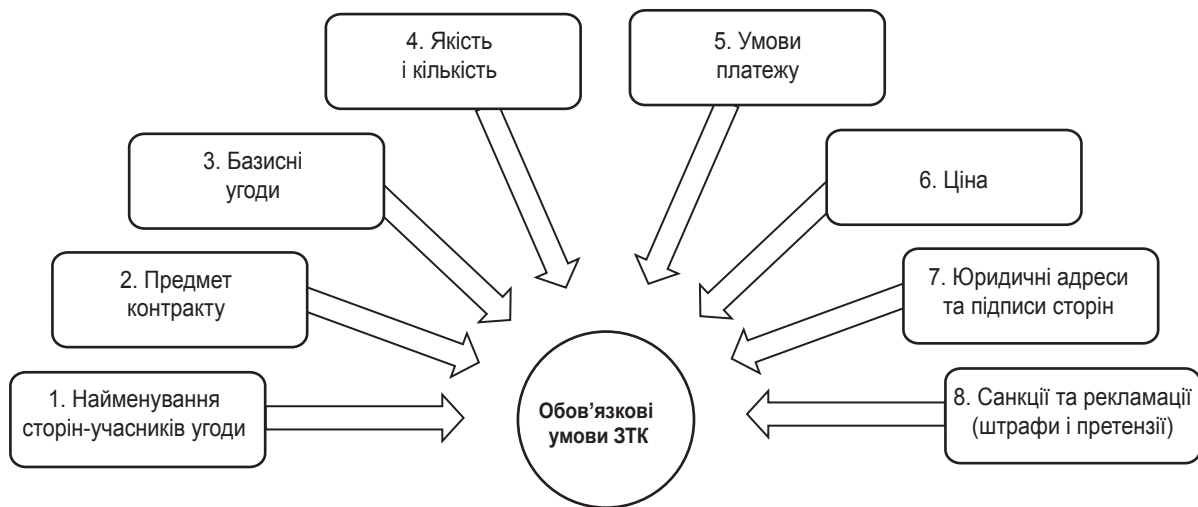 4. Якість
і кількість
5. Умови
платежу
3. Базисні
угоди
6. Ціна
2. Предмет
контракту
7. Юридичні адреси
та підписи сторін
1. Найменування
сторін-учасників угоди
Обов’язкові
умови ЗТК
8. Санкції та рекламації
(штрафи і претензії)